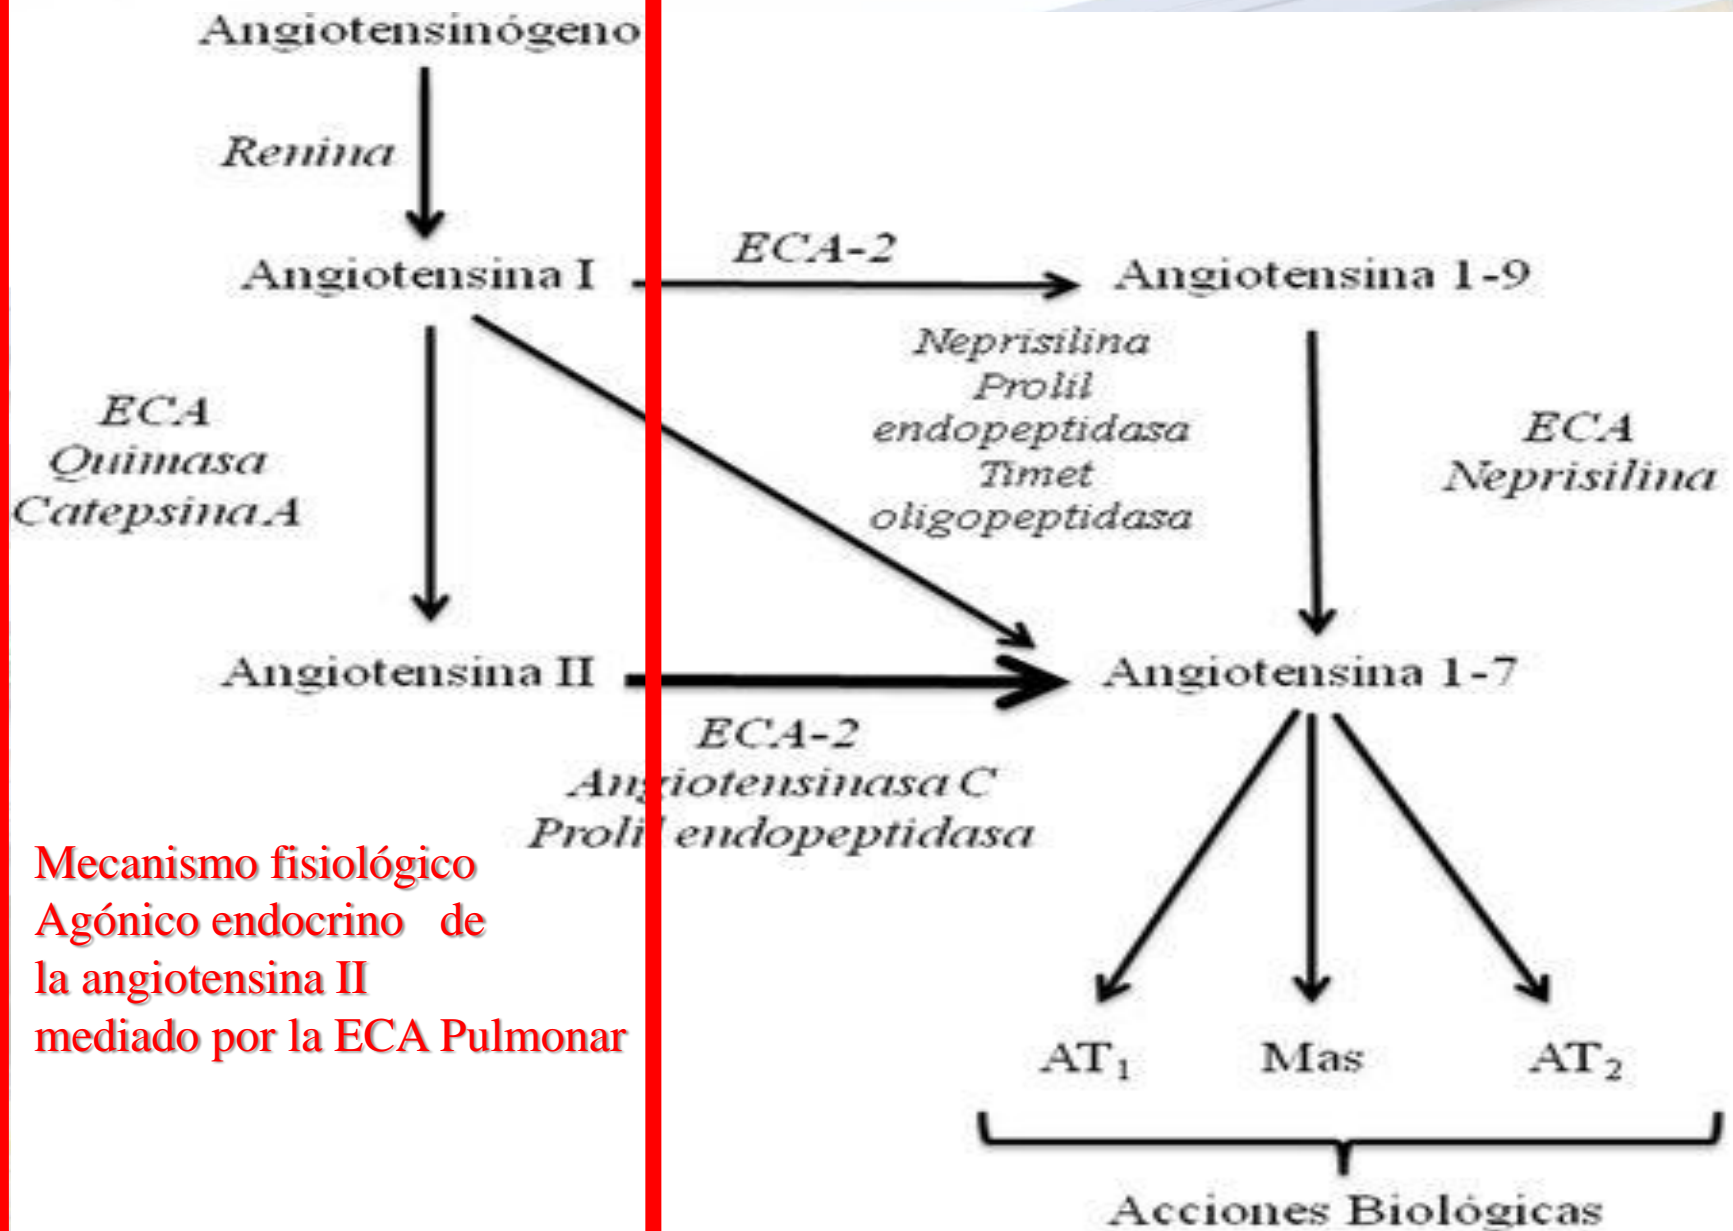 Angiotensinógeno
Renina
Angiotensina I
ECA-2
Angiotensina 1-9
Neprisilina
Prolil
endopeptidasa
Timet
oligopeptidasa
ECA
Quimasa
Catepsina A
ECA
Neprisilina
Angiotensina II
Angiotensina 1-7
ECA-2
Angiotensinasa C
Prolil endopeptidasa
Mecanismo fisiológico
Agónico endocrino de
la angiotensina II
mediado por la ECA Pulmonar
AT₁
Mas
AT₂
Acciones Biológicas